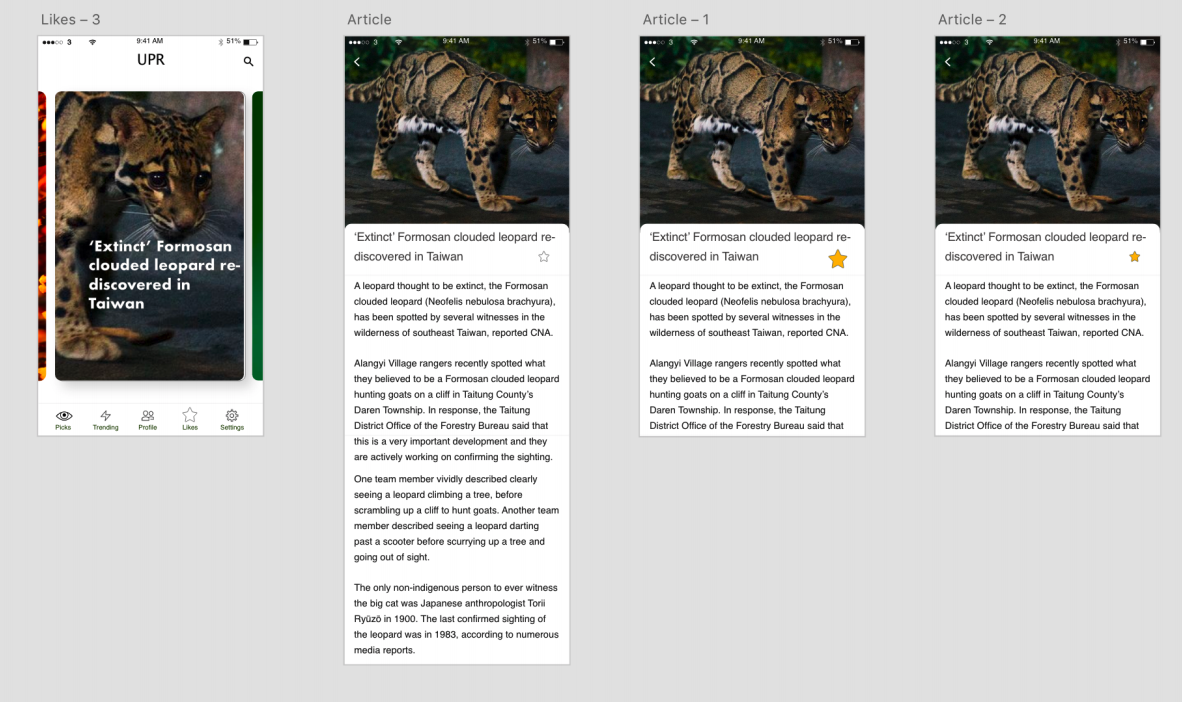 Likes – 3
3
9:41 AM
51%
UPR
‘Extinct’ Formosan
clouded leopard re-
discovered in
Taiwan
Picks
Trending
Profile
Likes
Settings
Article
3
9:41 AM
51%
‘Extinct’ Formosan clouded leopard re-
discovered in Taiwan
A leopard thought to be extinct, the Formosan
clouded leopard (Neofelis nebulosa brachyura),
has been spotted by several witnesses in the
wilderness of southeast Taiwan, reported CNA.
Alangyi Village rangers recently spotted what
they believed to be a Formosan clouded leopard
hunting goats on a cliff in Taitung County’s
Daren Township. In response, the Taitung
District Office of the Forestry Bureau said that
this is a very important development and they
are actively working on confirming the sighting.
One team member vividly described clearly
seeing a leopard climbing a tree, before
scrambling up a cliff to hunt goats. Another team
member described seeing a leopard darting
past a scooter before scurrying up a tree and
going out of sight.
The only non-indigenous person to ever witness
the big cat was Japanese anthropologist Torii
Ryūzō in 1900. The last confirmed sighting of
the leopard was in 1983, according to numerous
media reports.
Article – 1
3
9:41 AM
51%
‘Extinct’ Formosan clouded leopard re-
discovered in Taiwan
A leopard thought to be extinct, the Formosan
clouded leopard (Neofelis nebulosa brachyura),
has been spotted by several witnesses in the
wilderness of southeast Taiwan, reported CNA.
Alangyi Village rangers recently spotted what
they believed to be a Formosan clouded leopard
hunting goats on a cliff in Taitung County’s
Daren Township. In response, the Taitung
District Office of the Forestry Bureau said that
Article – 2
3
9:41 AM
51%
‘Extinct’ Formosan clouded leopard re-
discovered in Taiwan
A leopard thought to be extinct, the Formosan
clouded leopard (Neofelis nebulosa brachyura),
has been spotted by several witnesses in the
wilderness of southeast Taiwan, reported CNA.
Alangyi Village rangers recently spotted what
they believed to be a Formosan clouded leopard
hunting goats on a cliff in Taitung County’s
Daren Township. In response, the Taitung
District Office of the Forestry Bureau said that